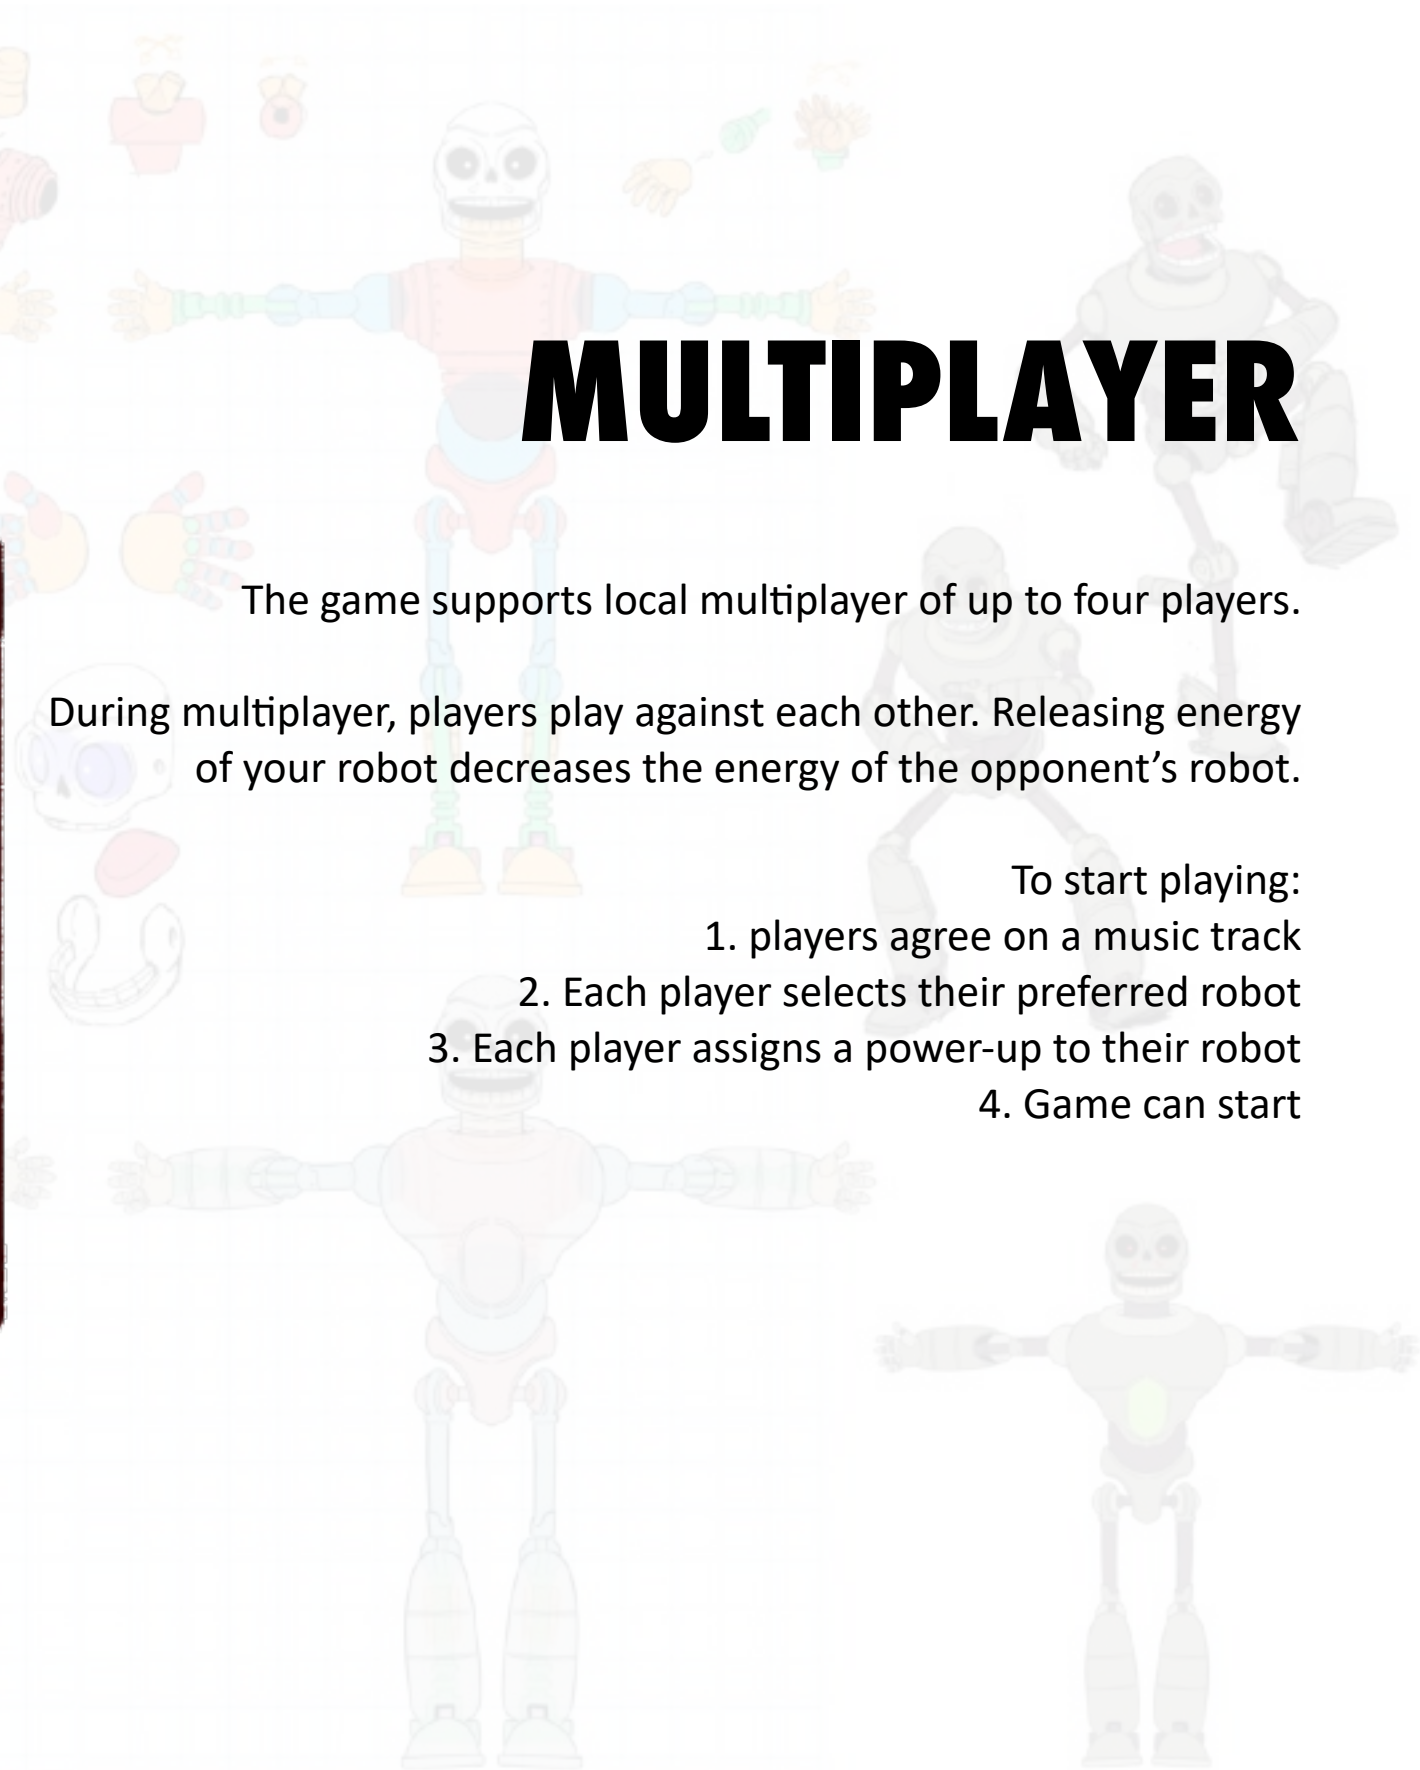 MULTIPLAYER
The game supports local multiplayer of up to four players.
During multiplayer, players play against each other. Releasing energy
of your robot decreases the energy of the opponent’s robot.
To start playing:
1. players agree on a music track
2. Each player selects their preferred robot
3. Each player assigns a power-up to their robot
4. Game can start